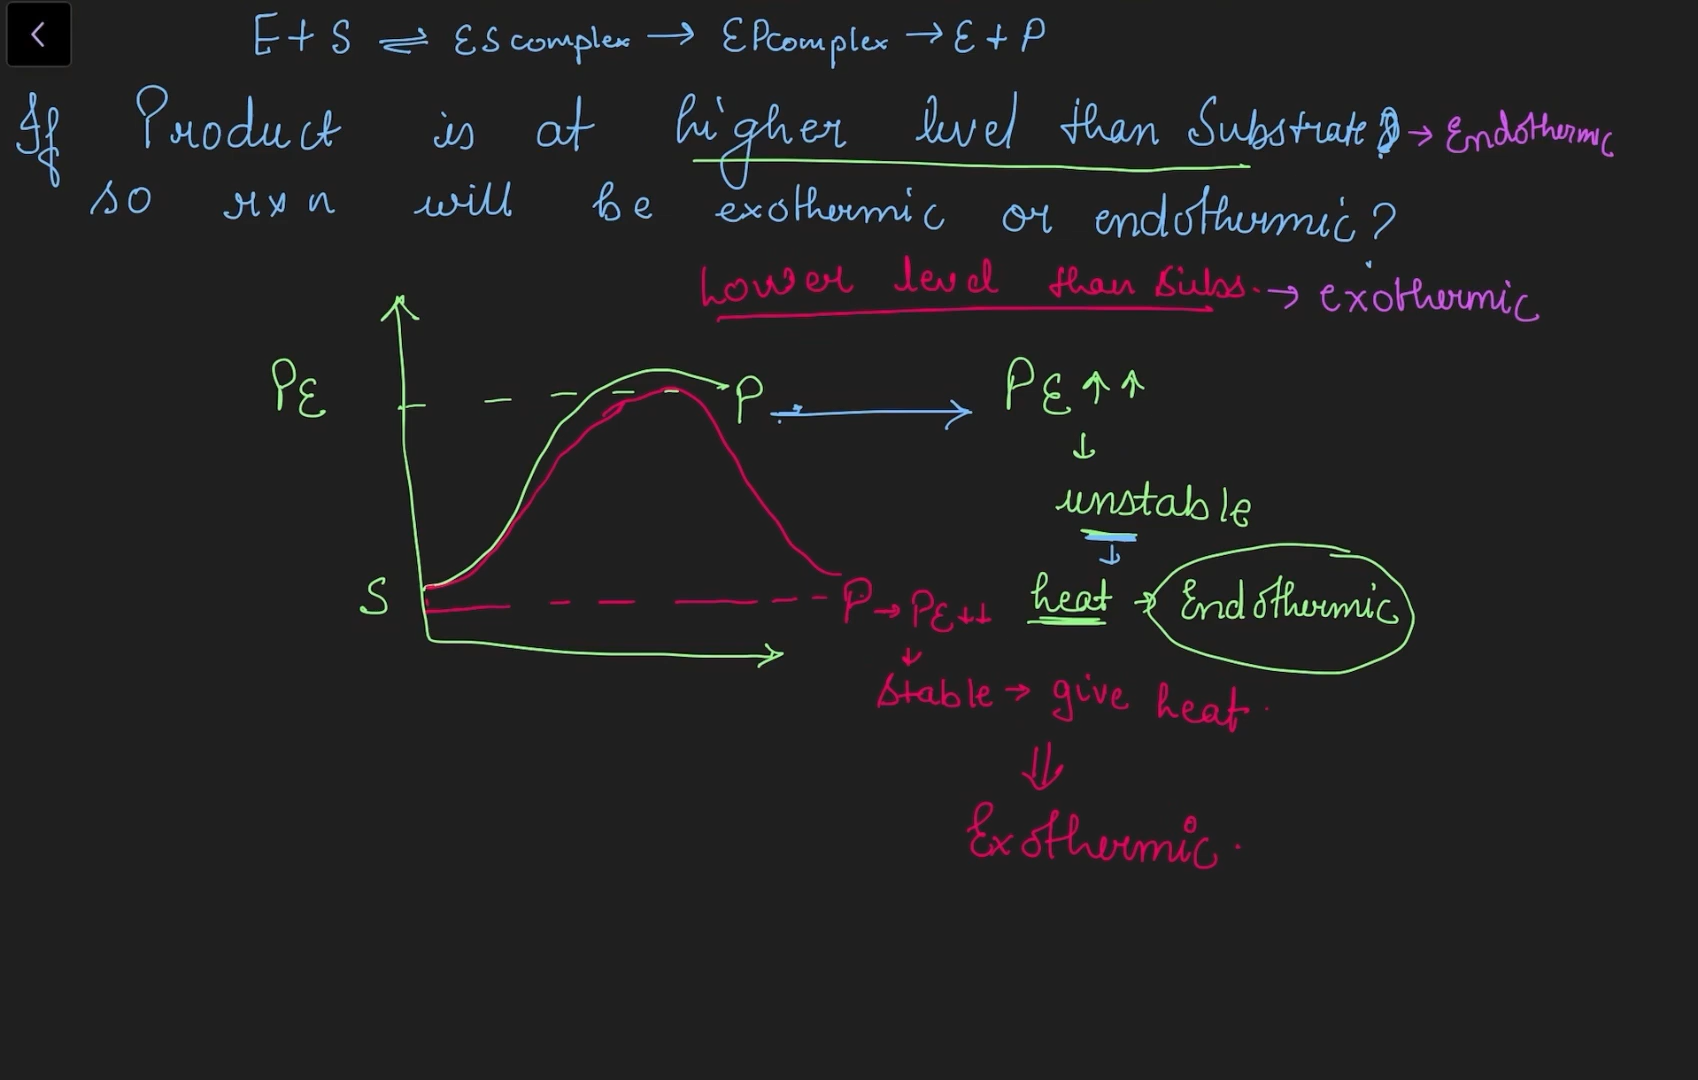 E + S ⇌ ES complex → EP complex → E + P
If Product is at higher level than Substrate → Endothermic
so rxn will be exothermic or endothermic?
Lower level than Subs. → exothermic
PE
P → PE ↑↑
↓
unstable
↓
heat → Endothermic
S
P → PE ↓↓
↓
Stable → give heat.
⇓
Exothermic.